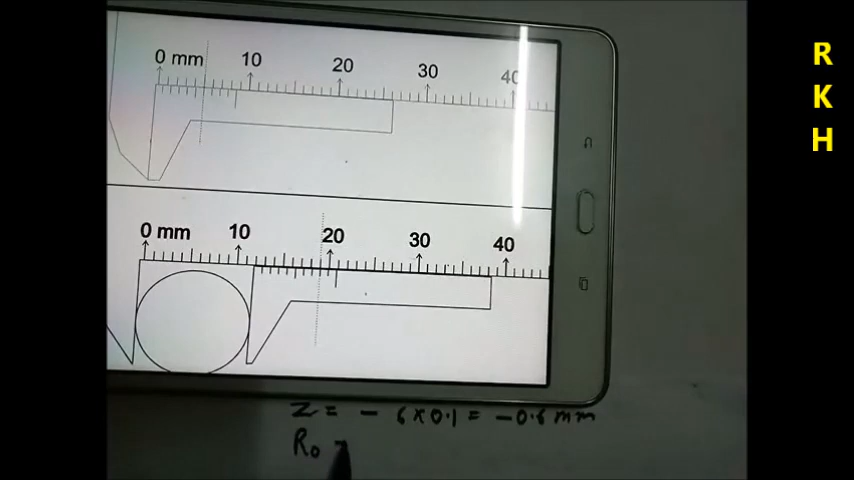 0 mm 10 20 30 40
0 mm 10 20 30 40
Z = - 6 × 0.1 = - 0.6 mm
R₀ -
R
K
H